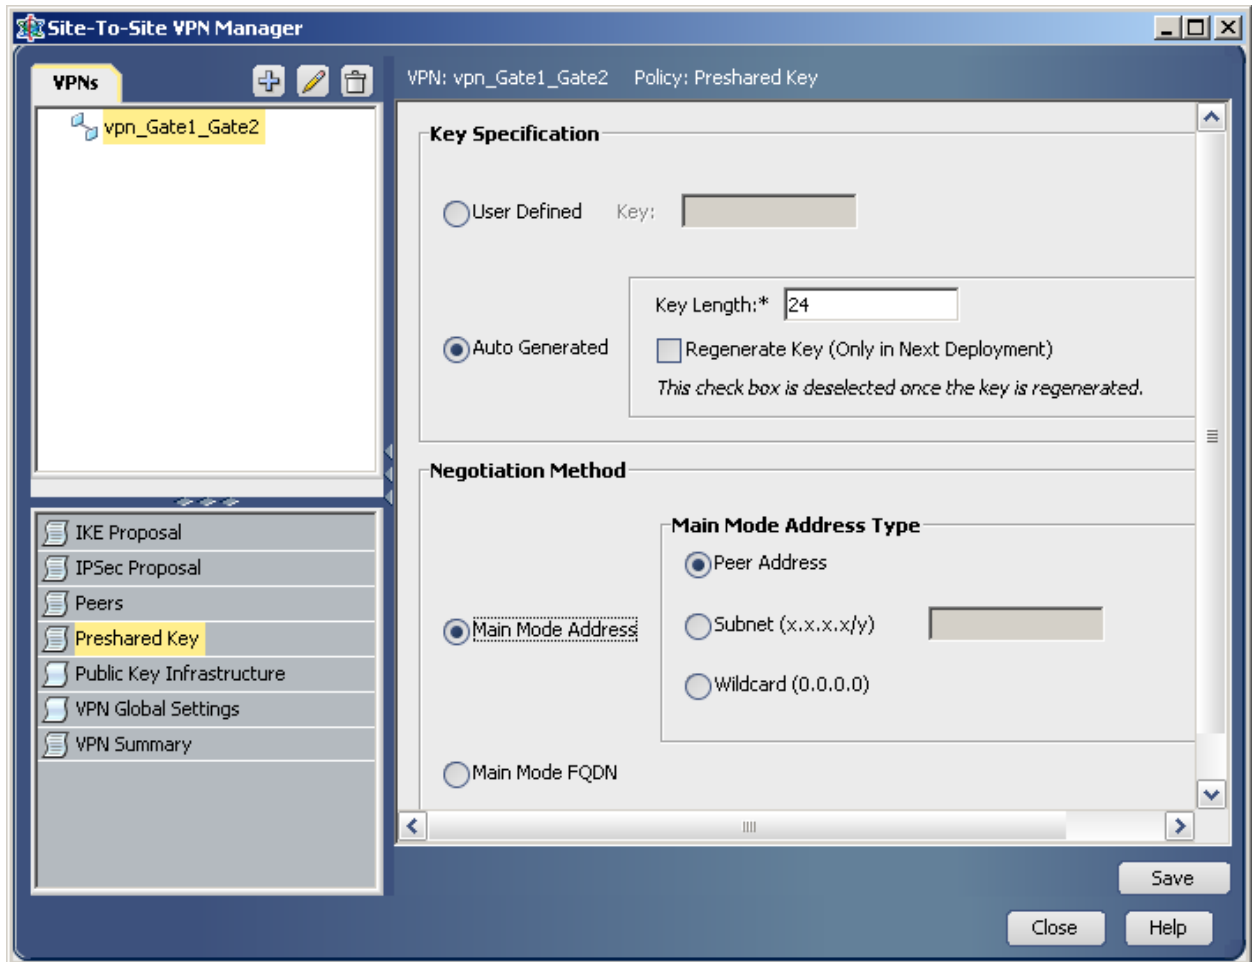 Site-To-Site VPN Manager
VPNs
vpn_Gate1_Gate2
IKE Proposal
IPSec Proposal
Peers
Preshared Key
Public Key Infrastructure
VPN Global Settings
VPN Summary
VPN: vpn_Gate1_Gate2 Policy: Preshared Key
Key Specification
User Defined Key:
Key Length:* 24
Auto Generated
Regenerate Key (Only in Next Deployment)
This check box is deselected once the key is regenerated.
Negotiation Method
Main Mode Address Type
Peer Address
Main Mode Address
Subnet (x.x.x.x/y)
Wildcard (0.0.0.0)
Main Mode FQDN
Save
Close Help